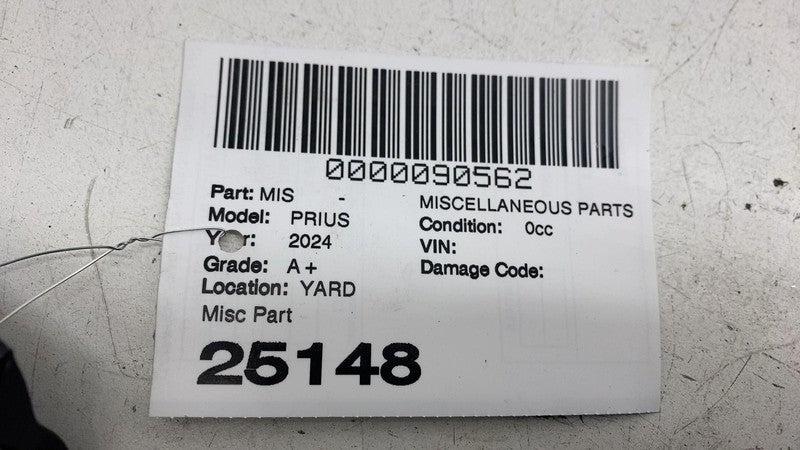 0000090562
Part: MIS - MISCELLANEOUS PARTS
Model: PRIUS Condition: 0cc
Year: 2024 VIN:
Grade: A+ Damage Code:
Location: YARD
Misc Part
25148